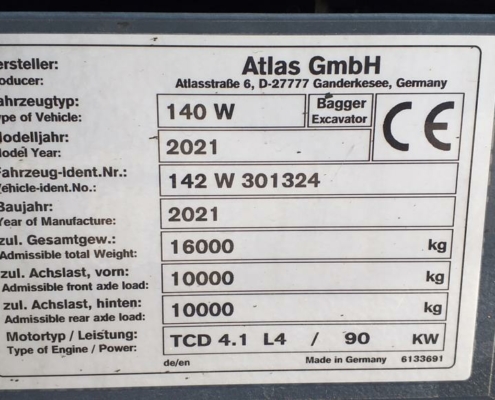 ersteller: Atlas GmbH
oducer: Atlasstraße 6, D-27777 Ganderkesee, Germany
ahrzeugtyp: 140 W Bagger
ype of Vehicle: Excavator CE
Modelljahr: 2021
Model Year:
Fahrzeug-Ident.Nr.: 142 W 301324
Vehicle-ident.No.:
Baujahr: 2021
Year of Manufacture:
zul. Gesamtgew.: 16000 kg
Admissible total Weight:
zul. Achslast, vorn: 10000 kg
Admissible front axle load:
zul. Achslast, hinten: 10000 kg
Admissible rear axle load:
Motortyp / Leistung: TCD 4.1 L4 / 90 KW
Type of Engine / Power:
de/en Made in Germany 6133691